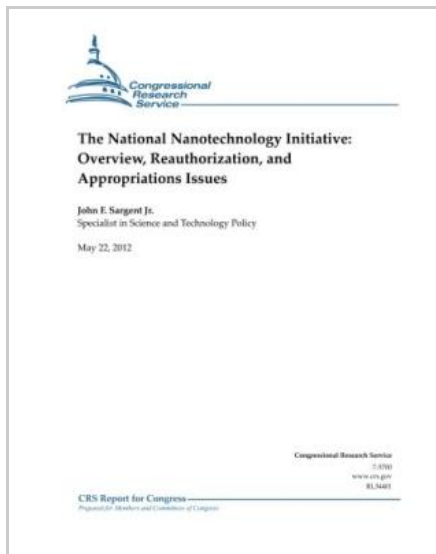 Congressional
Research
Service
The National Nanotechnology Initiative:
Overview, Reauthorization, and
Appropriations Issues
John F. Sargent Jr.
Specialist in Science and Technology Policy
May 22, 2012
Congressional Research Service
7-5700
www.crs.gov
RL34401
CRS Report for Congress
Prepared for Members and Committees of Congress